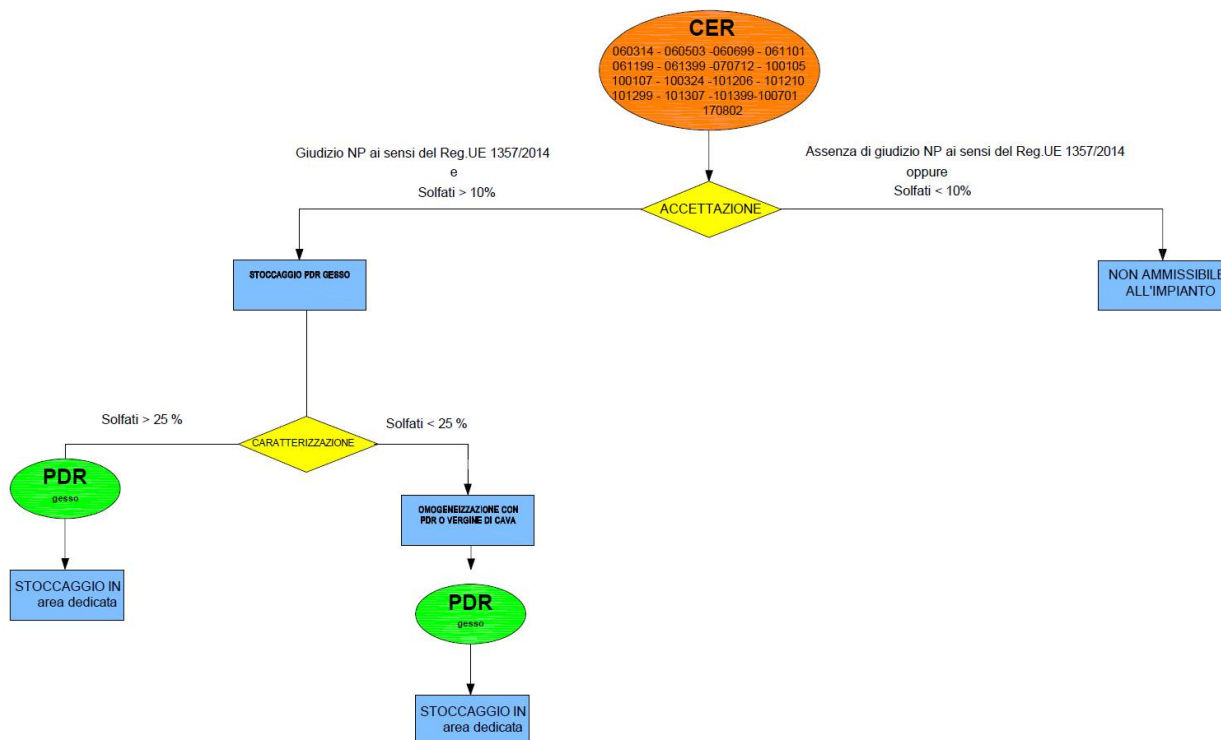 CER
060314 - 060503 -060699 - 061101
061199 - 061399 -070712 - 100105
100107 - 100324 -101206 - 101210
101299 - 101307 -101399-100701
170802
Giudizio NP ai sensi del Reg.UE 1357/2014
e
Solfati > 10%
Assenza di giudizio NP ai sensi del Reg.UE 1357/2014
oppure
Solfati < 10%
ACCETTAZIONE
STOCCAGGIO PDR GESSO
NON AMMISSIBILE
ALL'IMPIANTO
Solfati > 25 %
Solfati < 25 %
CARATTERIZZAZIONE
PDR
gesso
OMOGENEIZZAZIONE CON
PDR O VERGINE DI CAVA
STOCCAGGIO IN
area dedicata
PDR
gesso
STOCCAGGIO IN
area dedicata